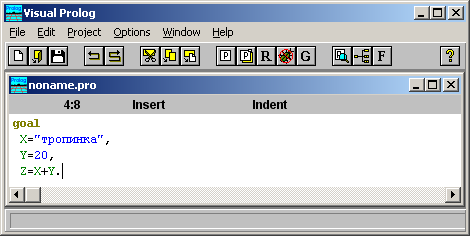 Visual Prolog
File Edit Project Options Window Help
P P R G F ?
noname.pro
4:8 Insert Indent
goal
X="тропинка",
Y=20,
Z=X+Y.